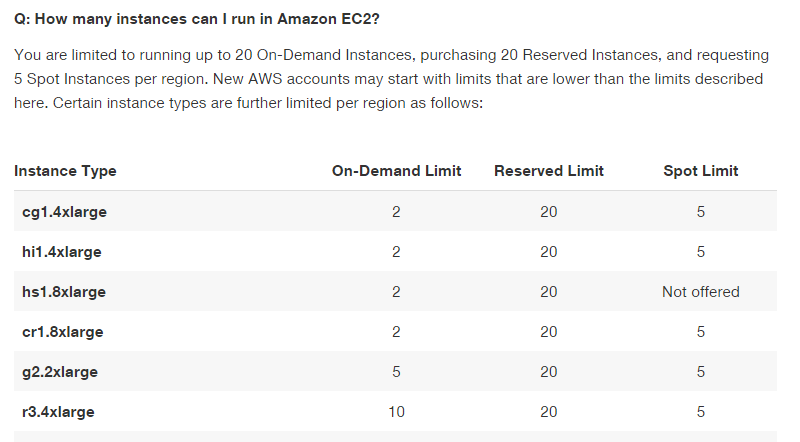 Q: How many instances can I run in Amazon EC2?
You are limited to running up to 20 On-Demand Instances, purchasing 20 Reserved Instances, and requesting
5 Spot Instances per region. New AWS accounts may start with limits that are lower than the limits described
here. Certain instance types are further limited per region as follows:
Instance Type On-Demand Limit Reserved Limit Spot Limit
cg1.4xlarge 2 20 5
hi1.4xlarge 2 20 5
hs1.8xlarge 2 20 Not offered
cr1.8xlarge 2 20 5
g2.2xlarge 5 20 5
r3.4xlarge 10 20 5